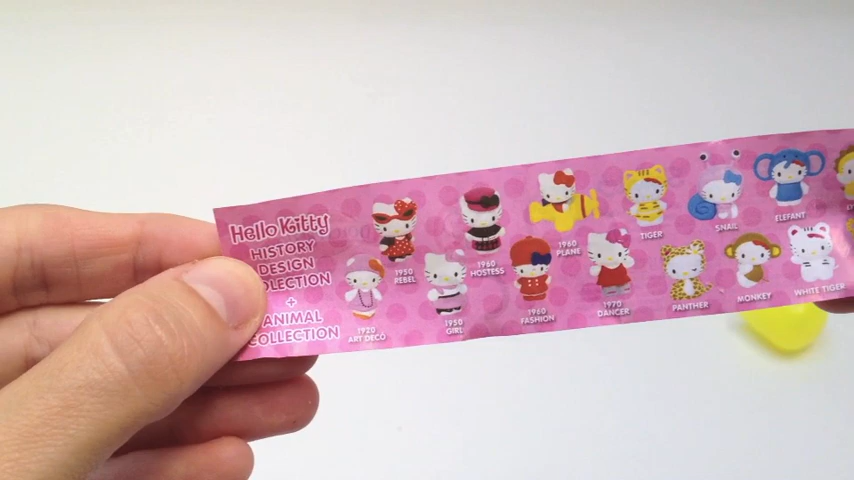 Hello Kitty
HISTORY
DESIGN
COLLECTION
+
ANIMAL
COLLECTION
1950
REBEL
1960
HOSTESS
1960
PLANE
TIGER
SNAIL
ELEFANT
1920
ART DECO
1950
GIRL
1960
FASHION
1970
DANCER
PANTHER
MONKEY
WHITE TIGER